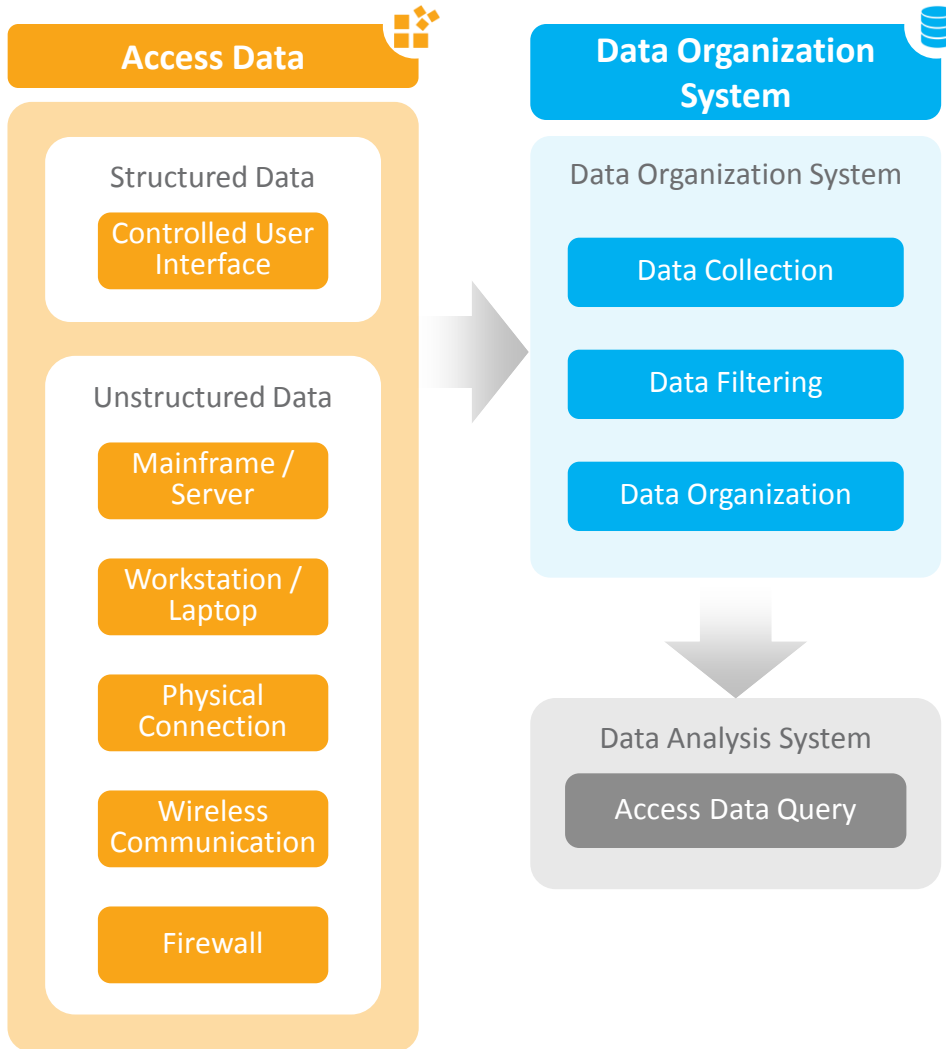 Access Data
Structured Data
Controlled User
Interface
Unstructured Data
Mainframe /
Server
Workstation /
Laptop
Physical
Connection
Wireless
Communication
Firewall
Data Organization
System
Data Organization System
Data Collection
Data Filtering
Data Organization
Data Analysis System
Access Data Query